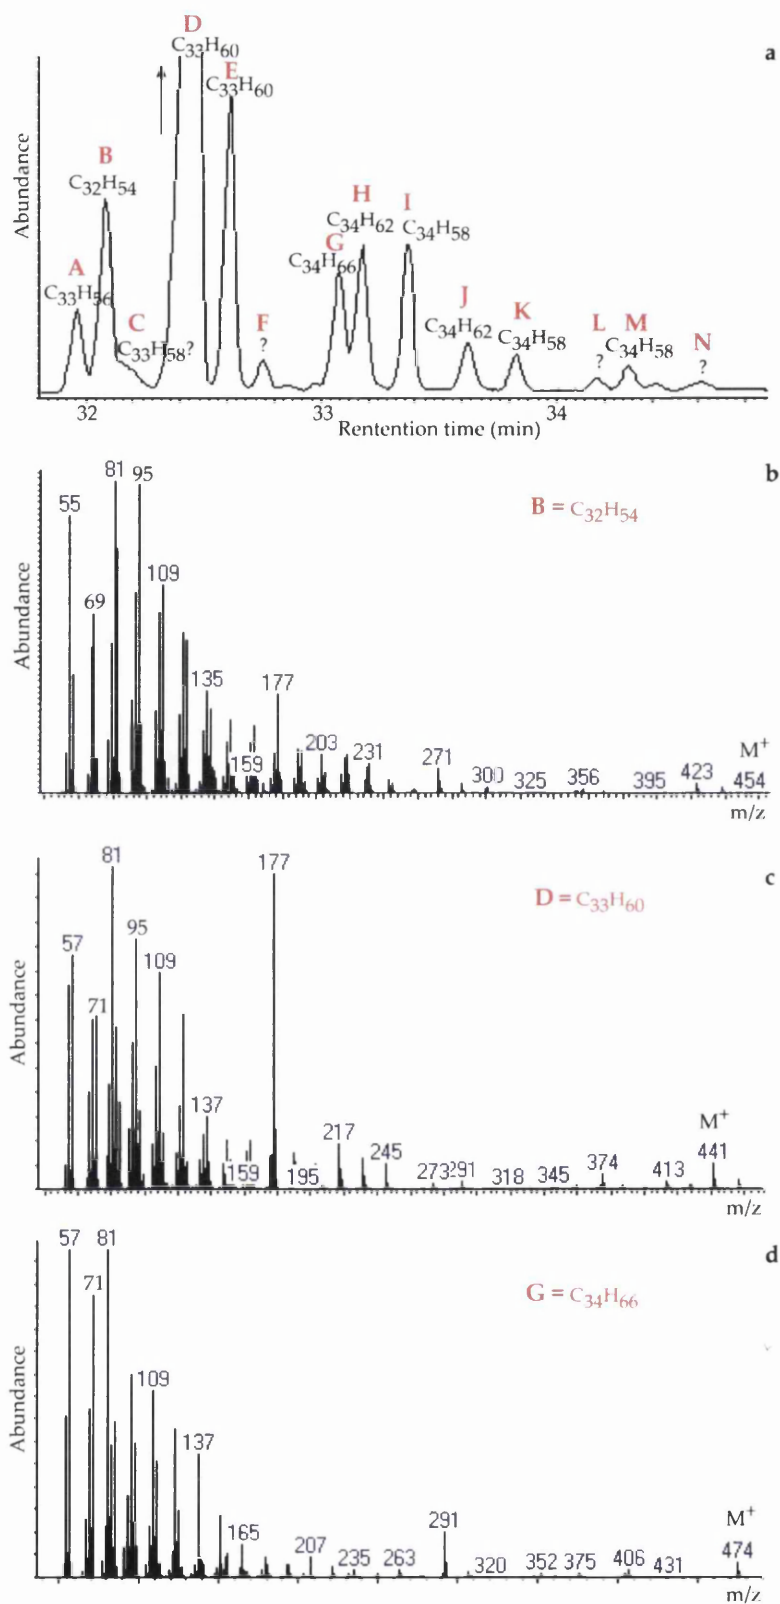 a
D
C33H60
E
C33H60
B
C32H54
H
I
C34H62
C34H58
G
C34H66
A
C33H56
C
C33H58?
F
?
J
C34H62
K
C34H58
L
?
M
C34H58
N
?
Abundance
32 33 34
Rentention time (min)
b
B = C32H54
Abundance
55 69 81 95 109 135 159 177 203 231 271 300 325 356 395 423 454
M+
m/z
c
D = C33H60
Abundance
57 71 81 95 109 137 159 177 195 217 245 273 291 318 345 374 413 441
M+
m/z
d
G = C34H66
Abundance
57 71 81 109 137 165 207 235 263 291 320 352 375 406 431 474
M+
m/z